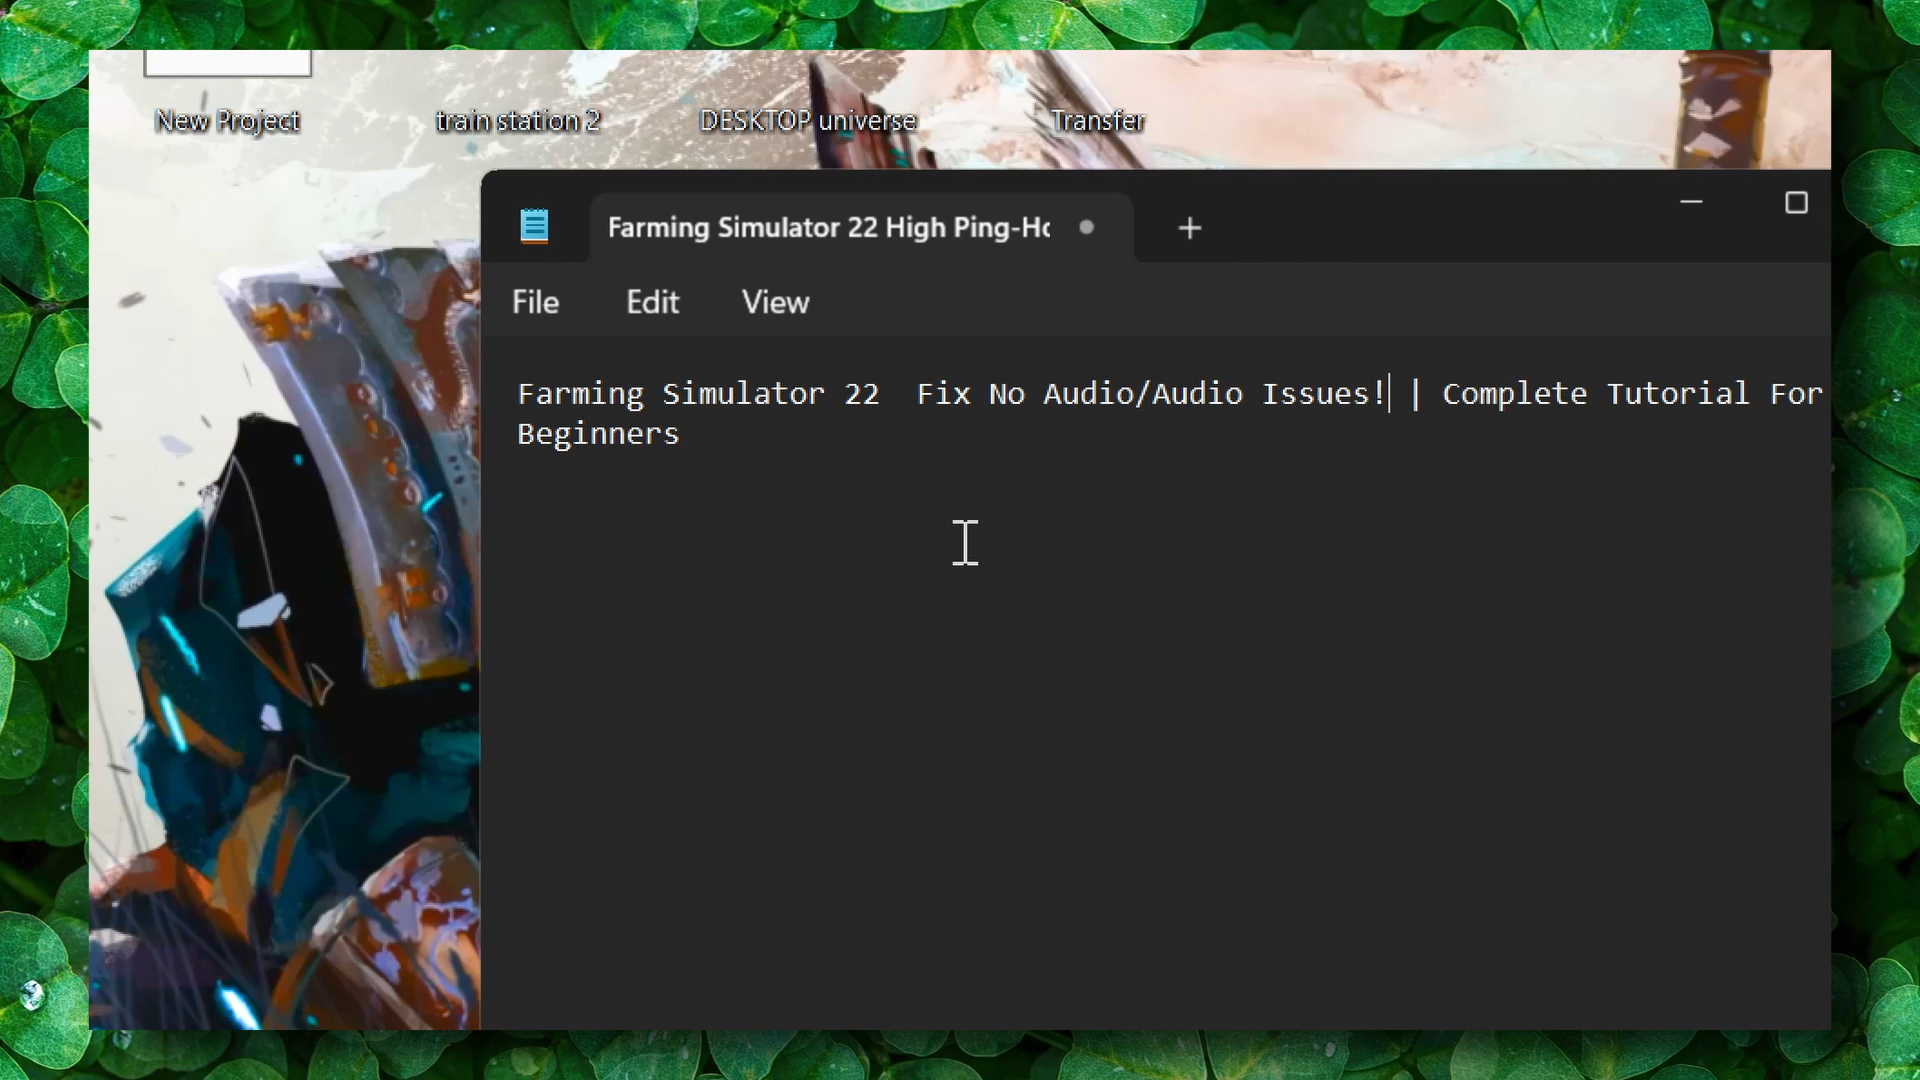 New Project train station 2 DESKTOP universe Transfer
Farming Simulator 22 High Ping-Ho
File Edit View
Farming Simulator 22  Fix No Audio/Audio Issues! | Complete Tutorial For
Beginners